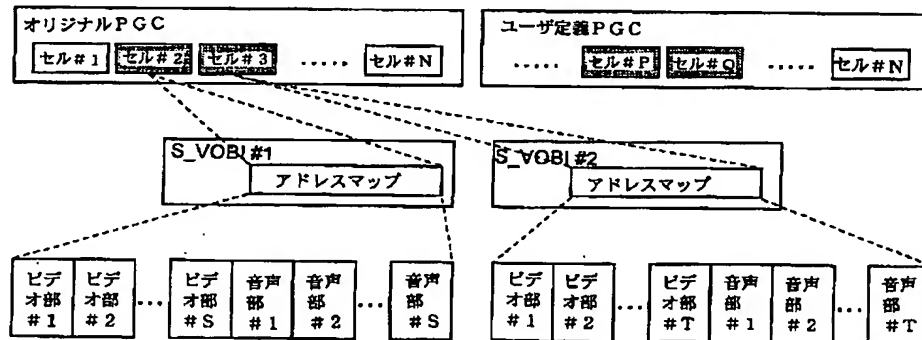 オリジナルPGC
セル#1 セル#2 セル#3 ..... セル#N
ユーザ定義PGC
..... セル#P セル#Q ..... セル#N
S_VOBI#1
アドレスマップ
S_VOBI#2
アドレスマップ
ビデオ部#1 ビデオ部#2 ... ビデオ部#S 音声部#1 音声部#2 ... 音声部#S
ビデオ部#1 ビデオ部#2 ... ビデオ部#T 音声部#1 音声部#2 ... 音声部#T